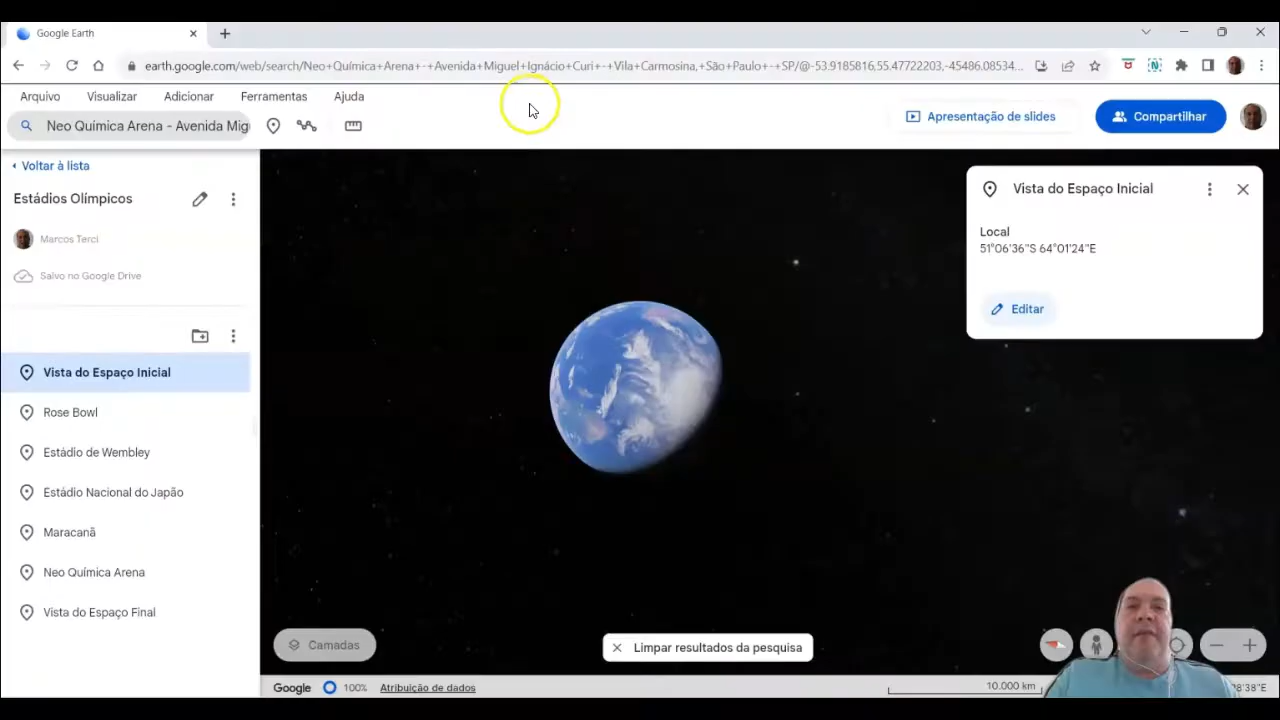 Google Earth
earth.google.com/web/search/Neo+Química+Arena+-+Avenida+Miguel+Ignácio+Curi+-+Vila+Carmosina,+São+Paulo+-+SP/@-53.9185816,55.47722203,-45486.08534...
Arquivo Visualizar Adicionar Ferramentas Ajuda
Neo Química Arena - Avenida Mig
Apresentação de slides
Compartilhar
Voltar à lista
Estádios Olímpicos
Marcos Terci
Salvo no Google Drive
Vista do Espaço Inicial
Rose Bowl
Estádio de Wembley
Estádio Nacional do Japão
Maracanã
Neo Química Arena
Vista do Espaço Final
Vista do Espaço Inicial
Local
51°06'36"S 64°01'24"E
Editar
Camadas
Limpar resultados da pesquisa
Google 100% Atribuição de dados
10.000 km
8'38"E